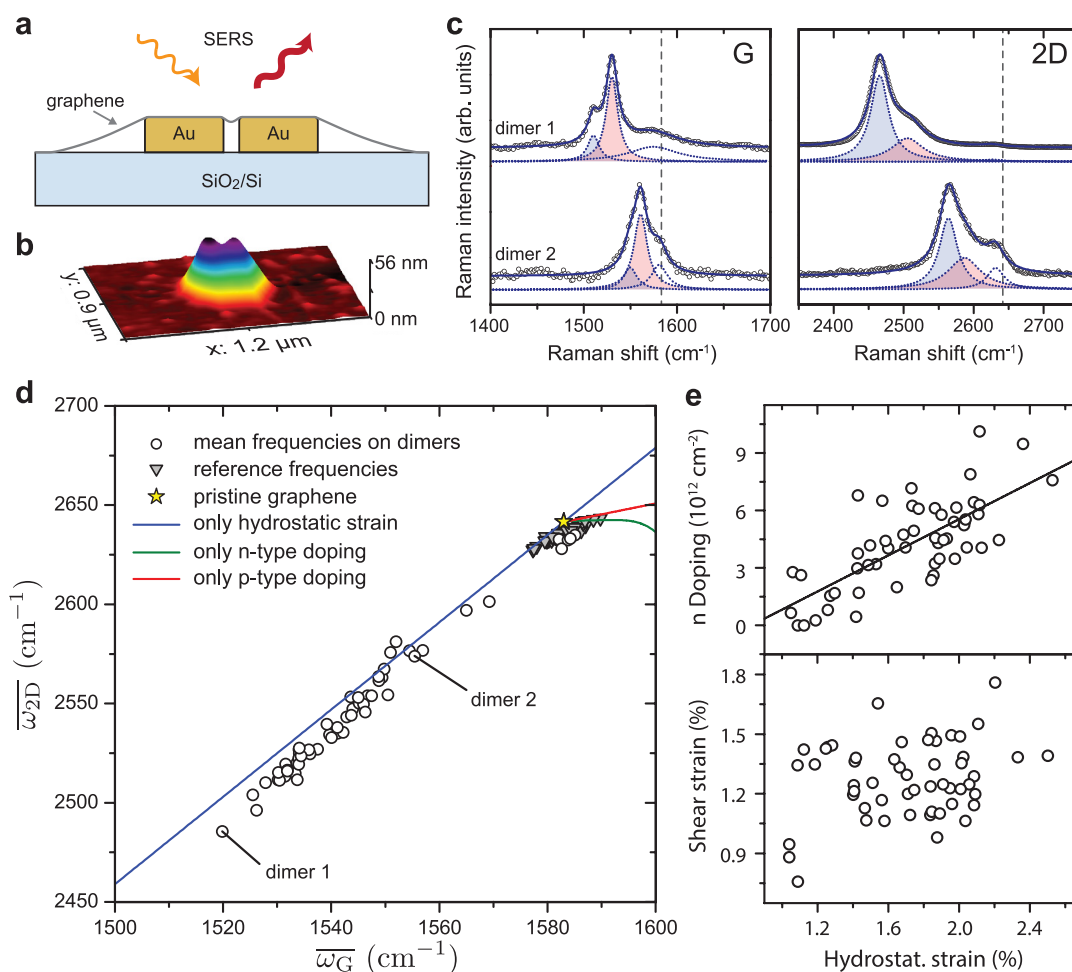 a
SERS
graphene
Au
Au
SiO₂/Si
b
56 nm
0 nm
y: 0.9 μm
x: 1.2 μm
c
Raman intensity (arb. units)
G
2D
dimer 1
dimer 2
1400 1500 1600 1700
2400 2500 2600 2700
Raman shift (cm⁻¹)
Raman shift (cm⁻¹)
d
2700
2650
2600
2550
2500
2450
ω2D (cm⁻¹)
mean frequencies on dimers
reference frequencies
pristine graphene
only hydrostatic strain
only n-type doping
only p-type doping
dimer 2
dimer 1
1500 1520 1540 1560 1580 1600
ωG (cm⁻¹)
e
n Doping (10¹² cm⁻²)
9
6
3
0
Shear strain (%)
1.8
1.5
1.2
0.9
1.2 1.6 2.0 2.4
Hydrostat. strain (%)